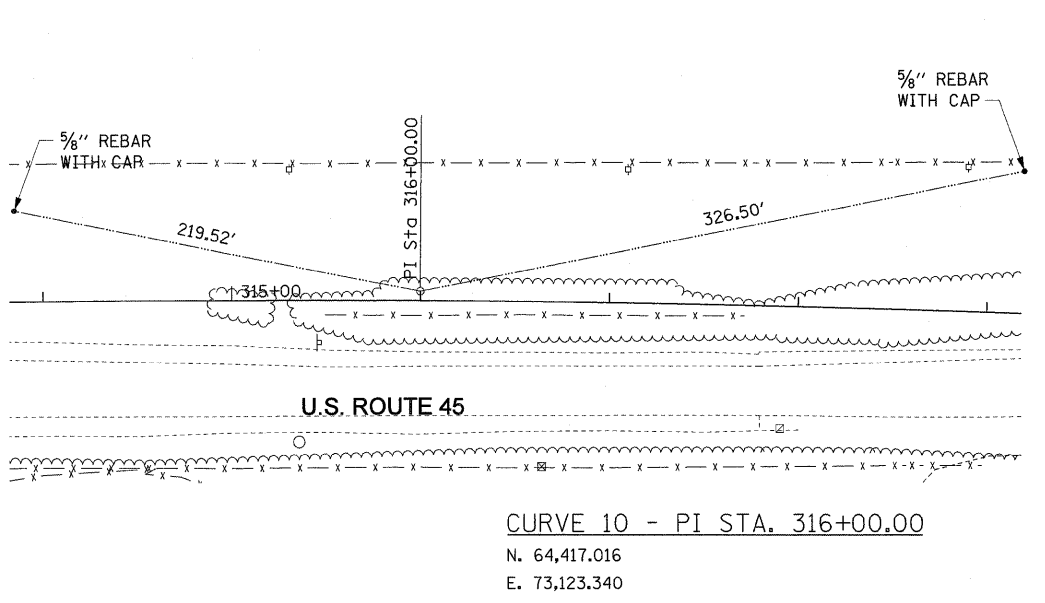 5/8" REBAR
WITH CAP
5/8" REBAR
WITH CAP
PI Sta 316+00.00
219.52'
326.50'
315+00
U.S. ROUTE 45
CURVE 10 - PI STA. 316+00.00
N. 64,417.016
E. 73,123.340